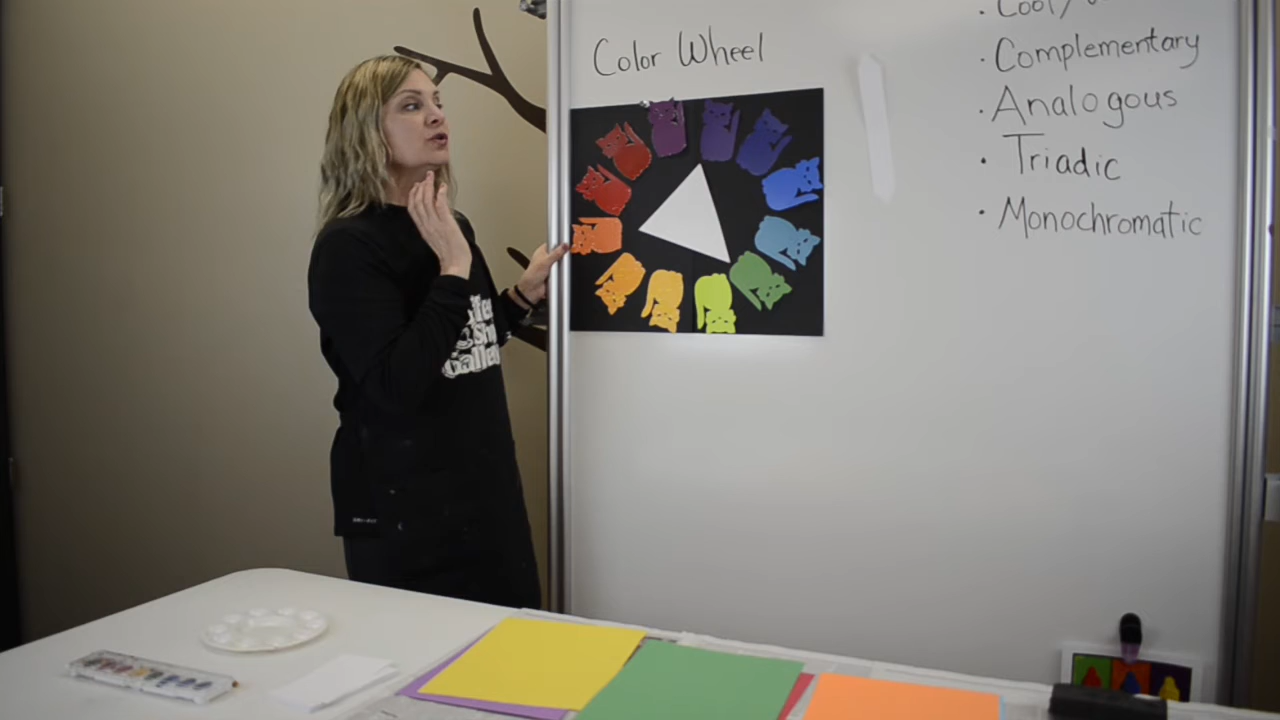 Color Wheel
· Complementary
· Analogous
· Triadic
· Monochromatic